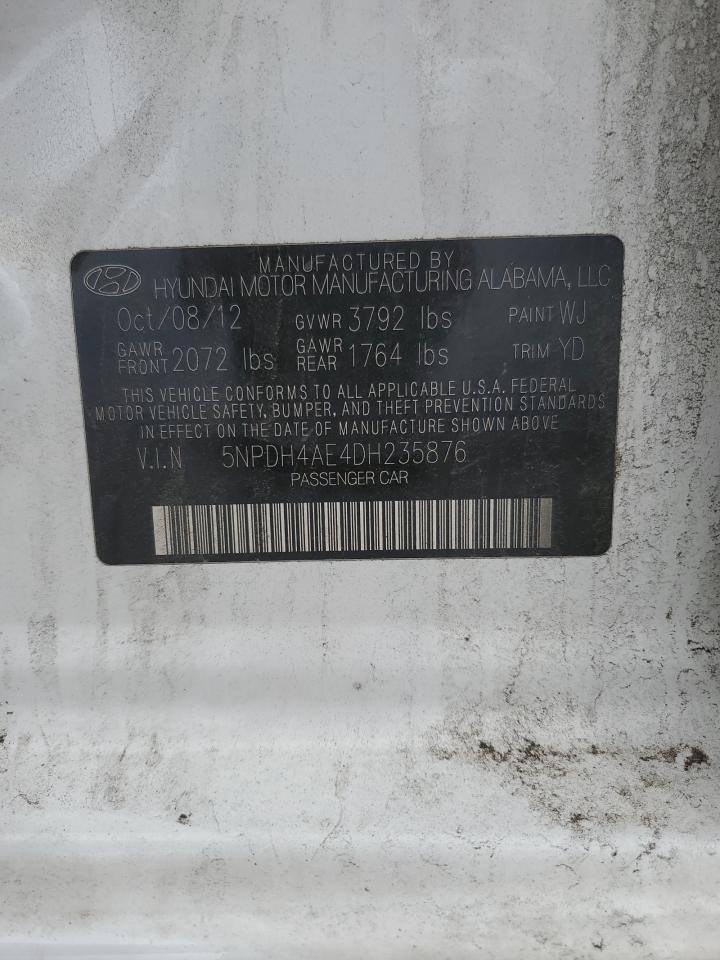 MANUFACTURED BY
HYUNDAI MOTOR MANUFACTURING ALABAMA, LLC
Oct/08/12 GVWR 3792 lbs PAINT WJ
GAWR FRONT 2072 lbs GAWR REAR 1764 lbs TRIM YD
THIS VEHICLE CONFORMS TO ALL APPLICABLE U.S.A. FEDERAL
MOTOR VEHICLE SAFETY, BUMPER, AND THEFT PREVENTION STANDARDS
IN EFFECT ON THE DATE OF MANUFACTURE SHOWN ABOVE
V.I.N 5NPDH4AE4DH235876
PASSENGER CAR